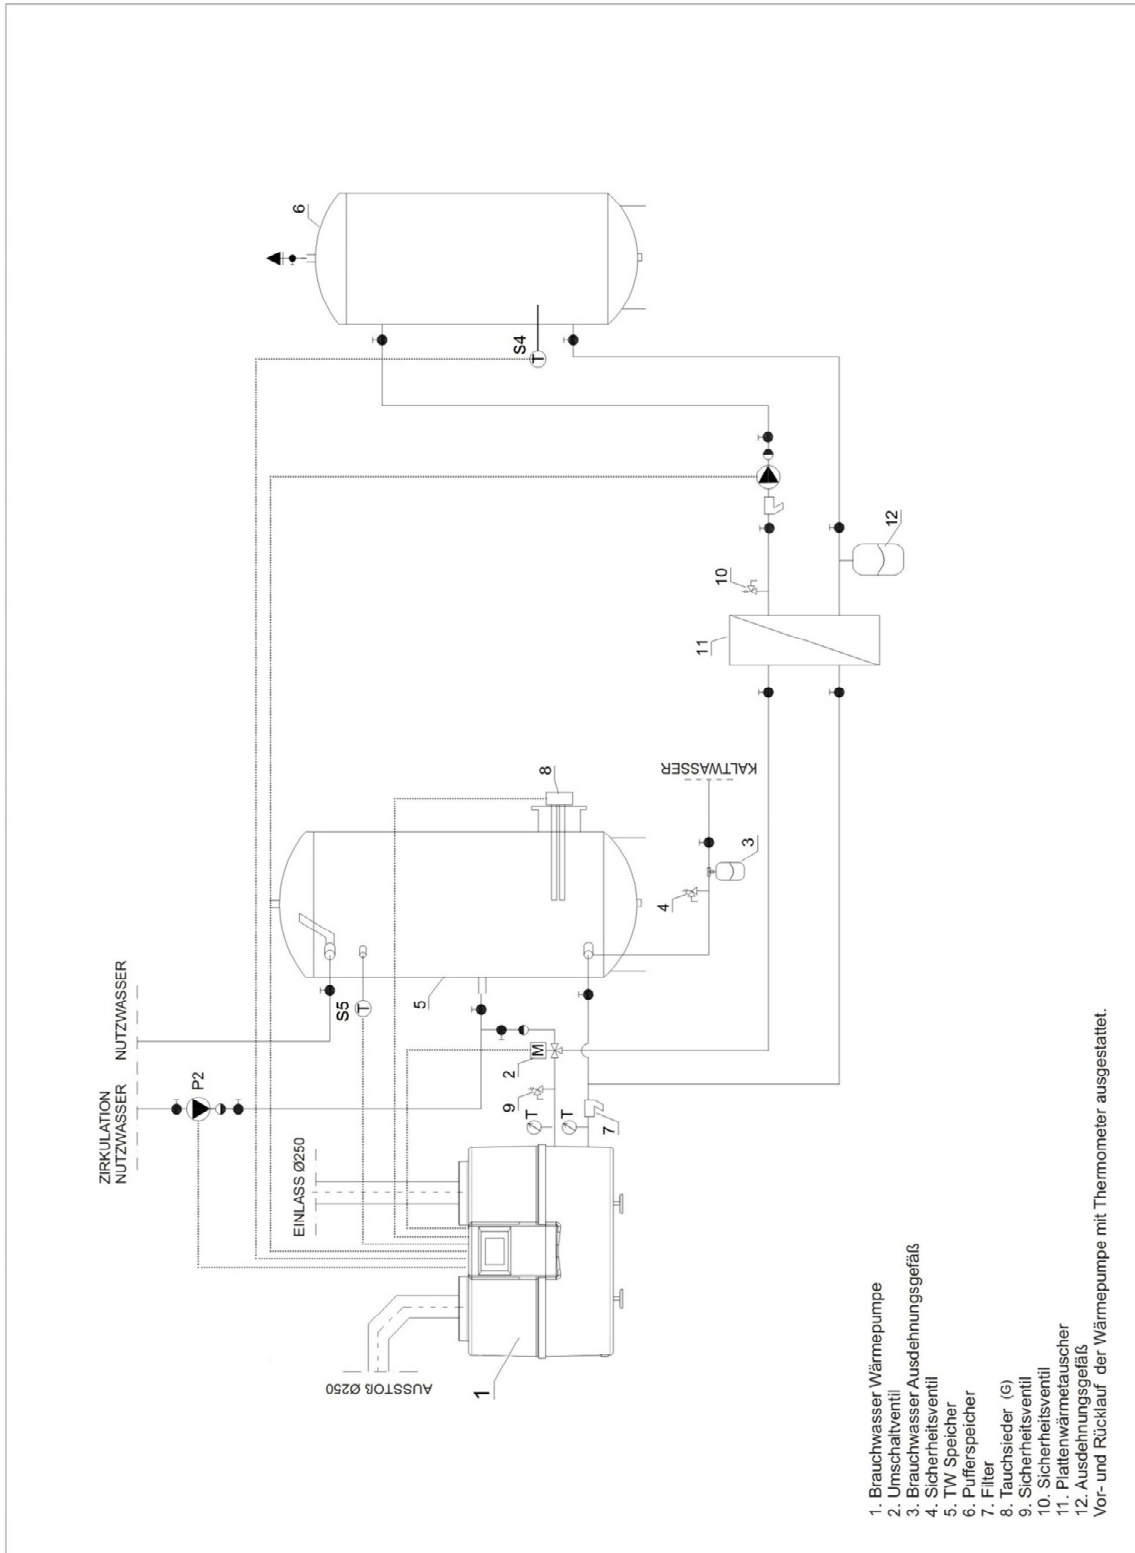 ZIRKULATION
NUTZWASSER
NUTZWASSER
P2
S5
T
S4
T
6
EINLASS Ø250
AUSSTOß Ø250
1
5
8
KALTWASSER
2
M
9
T
T
7
4
3
10
11
12
1. Brauchwasser Wärmepumpe
2. Umschaltventil
3. Brauchwasser Ausdehnungsgefäß
4. Sicherheitsventil
5. TW Speicher
6. Pufferspeicher
7. Filter
8. Tauchsieder (G)
9. Sicherheitsventil
10. Sicherheitsventil
11. Plattenwärmetauscher
12. Ausdehnungsgefäß
Vor- und Rücklauf der Wärmepumpe mit Thermometer ausgestattet.